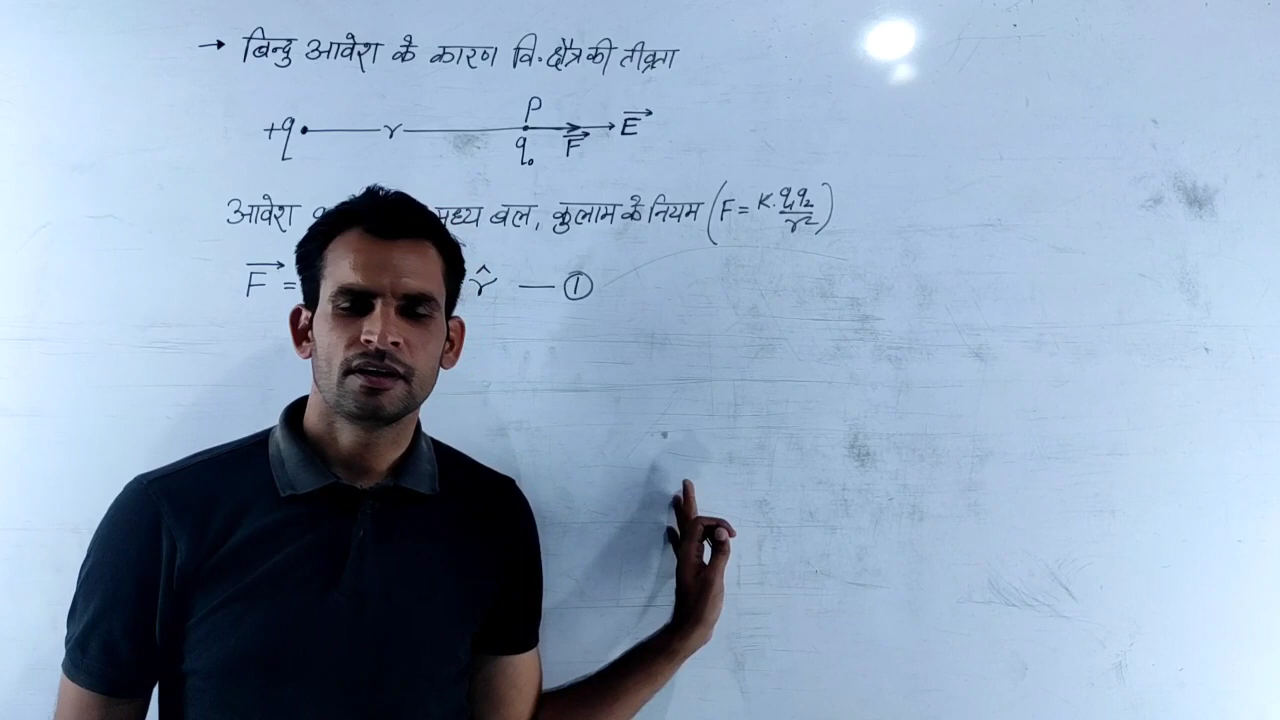 → बिन्दु आवेश के कारण वि. क्षैत्र की तीव्रता
+q r P q₀ F⃗ E⃗
आवेश मध्य बल, कुलाम के नियम (F = K. q₁q₂/r²)
F⃗ = r̂ — ①